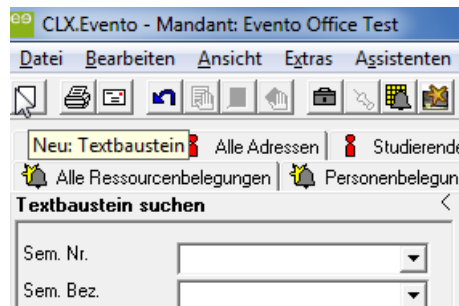 CLX.Evento - Mandant: Evento Office Test
Datei Bearbeiten Ansicht Extras Assistenten
Neu: Textbaustein Alle Adressen Studierende
Alle Ressourcenbelegungen Personenbelegun
Textbaustein suchen <
Sem. Nr.
Sem. Bez.